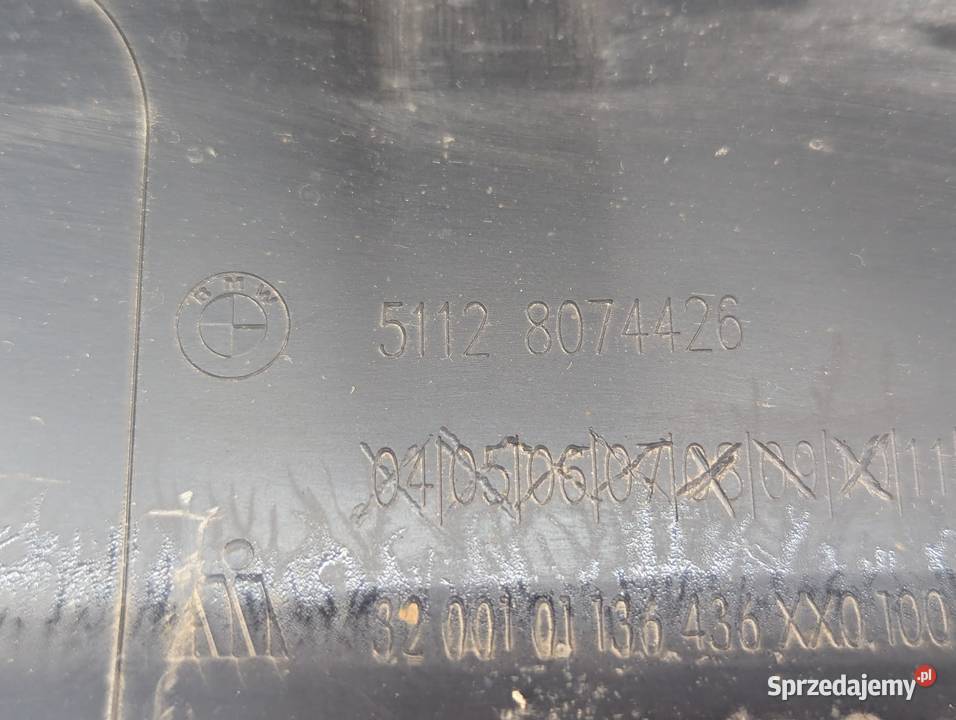 BMW
5112 8074426
04|05|06|07|08|09|10|11
32 001 01 136 436 XX0 100
Sprzedajemy.pl